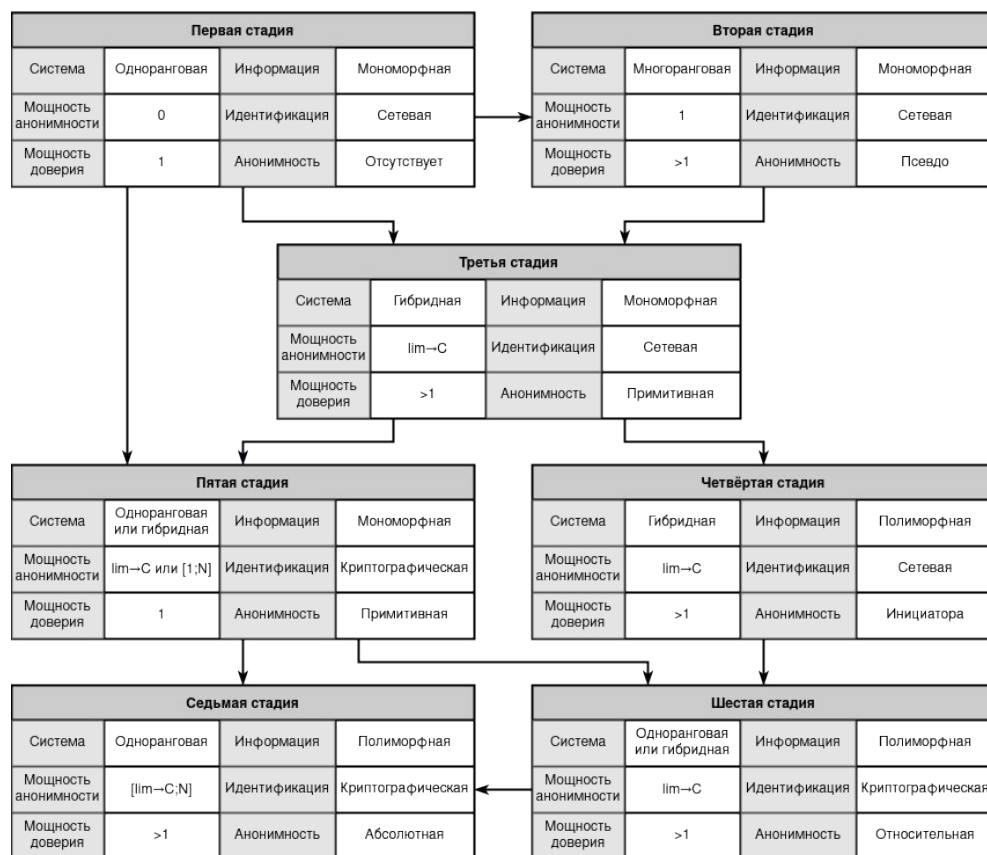 Первая стадия
Система Одноранговая Информация Мономорфная
Мощность анонимности 0 Идентификация Сетевая
Мощность доверия 1 Анонимность Отсутствует
Вторая стадия
Система Многоранговая Информация Мономорфная
Мощность анонимности 1 Идентификация Сетевая
Мощность доверия >1 Анонимность Псевдо
Третья стадия
Система Гибридная Информация Мономорфная
Мощность анонимности lim→C Идентификация Сетевая
Мощность доверия >1 Анонимность Примитивная
Пятая стадия
Система Одноранговая или гибридная Информация Мономорфная
Мощность анонимности lim→C или [1;N] Идентификация Криптографическая
Мощность доверия 1 Анонимность Примитивная
Четвёртая стадия
Система Гибридная Информация Полиморфная
Мощность анонимности lim→C Идентификация Сетевая
Мощность доверия >1 Анонимность Инициатора
Седьмая стадия
Система Одноранговая Информация Полиморфная
Мощность анонимности [lim→C;N] Идентификация Криптографическая
Мощность доверия >1 Анонимность Абсолютная
Шестая стадия
Система Одноранговая или гибридная Информация Полиморфная
Мощность анонимности lim→C Идентификация Криптографическая
Мощность доверия >1 Анонимность Относительная